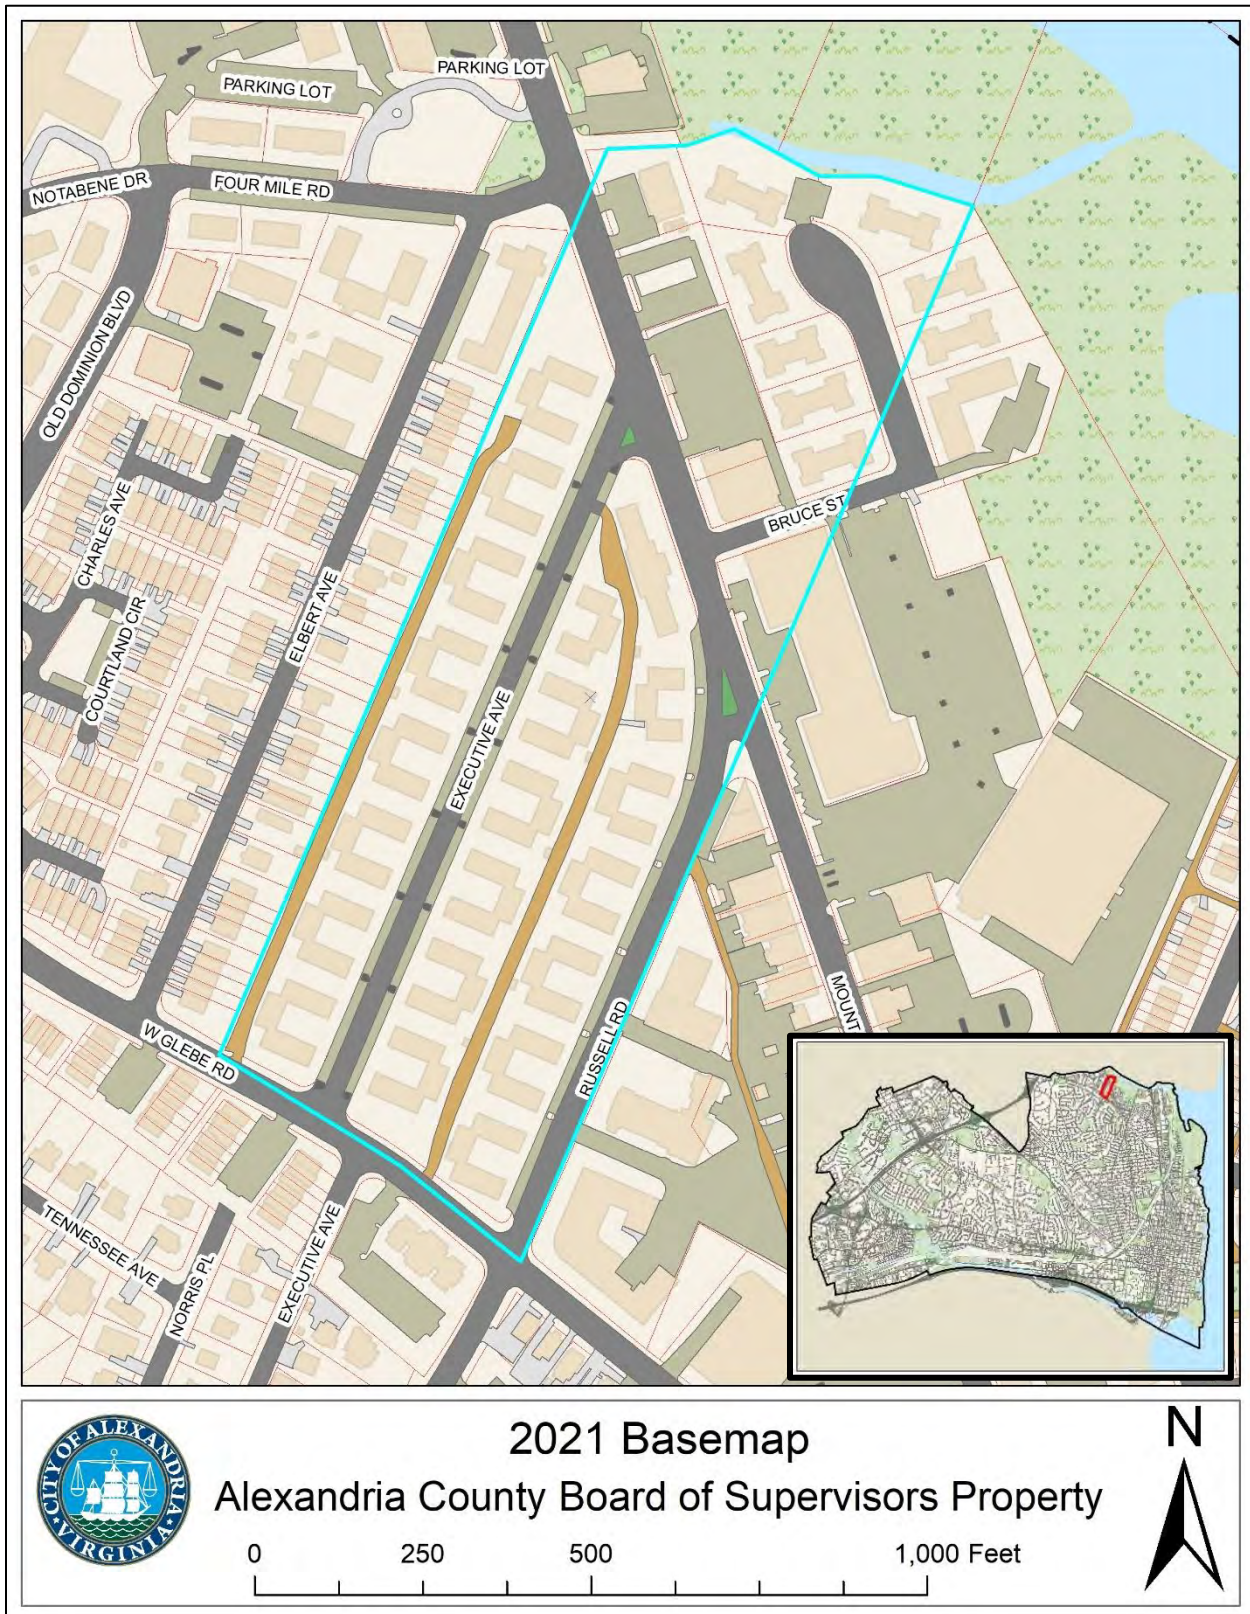 PARKING LOT
PARKING LOT
NOTABENE DR
FOUR MILE RD
OLD DOMINION BLVD
CHARLES AVE
COURTLAND CIR
ELBERT AVE
BRUCE ST
EXECUTIVE AVE
MOUNT
RUSSELL RD
W GLEBE RD
TENNESSEE AVE
NORRIS PL
EXECUTIVE AVE
CITY OF ALEXANDRIA
VIRGINIA
2021 Basemap
Alexandria County Board of Supervisors Property
N
0 250 500 1,000 Feet